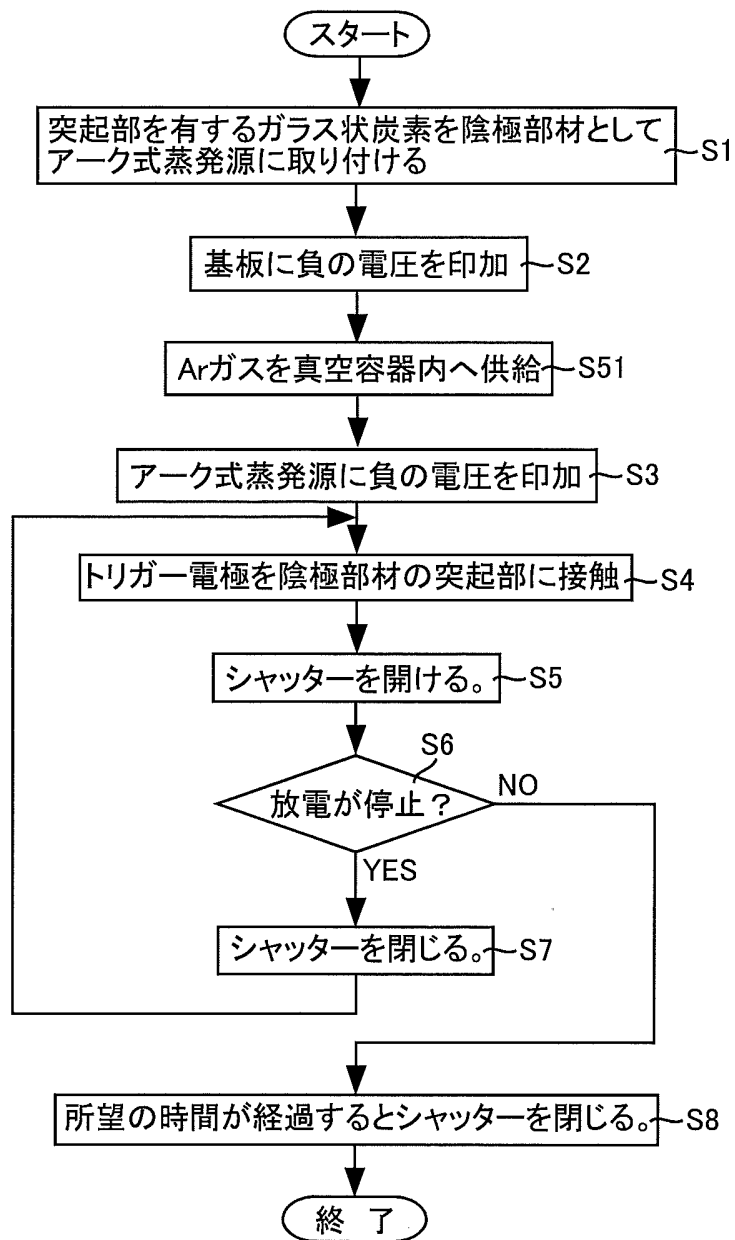 スタート
突起部を有するガラス状炭素を陰極部材として
アーク式蒸発源に取り付ける
S1
基板に負の電圧を印加
S2
Arガスを真空容器内へ供給
S51
アーク式蒸発源に負の電圧を印加
S3
トリガー電極を陰極部材の突起部に接触
S4
シャッターを開ける。
S5
S6
放電が停止?
NO
YES
シャッターを閉じる。
S7
所望の時間が経過するとシャッターを閉じる。
S8
終 了